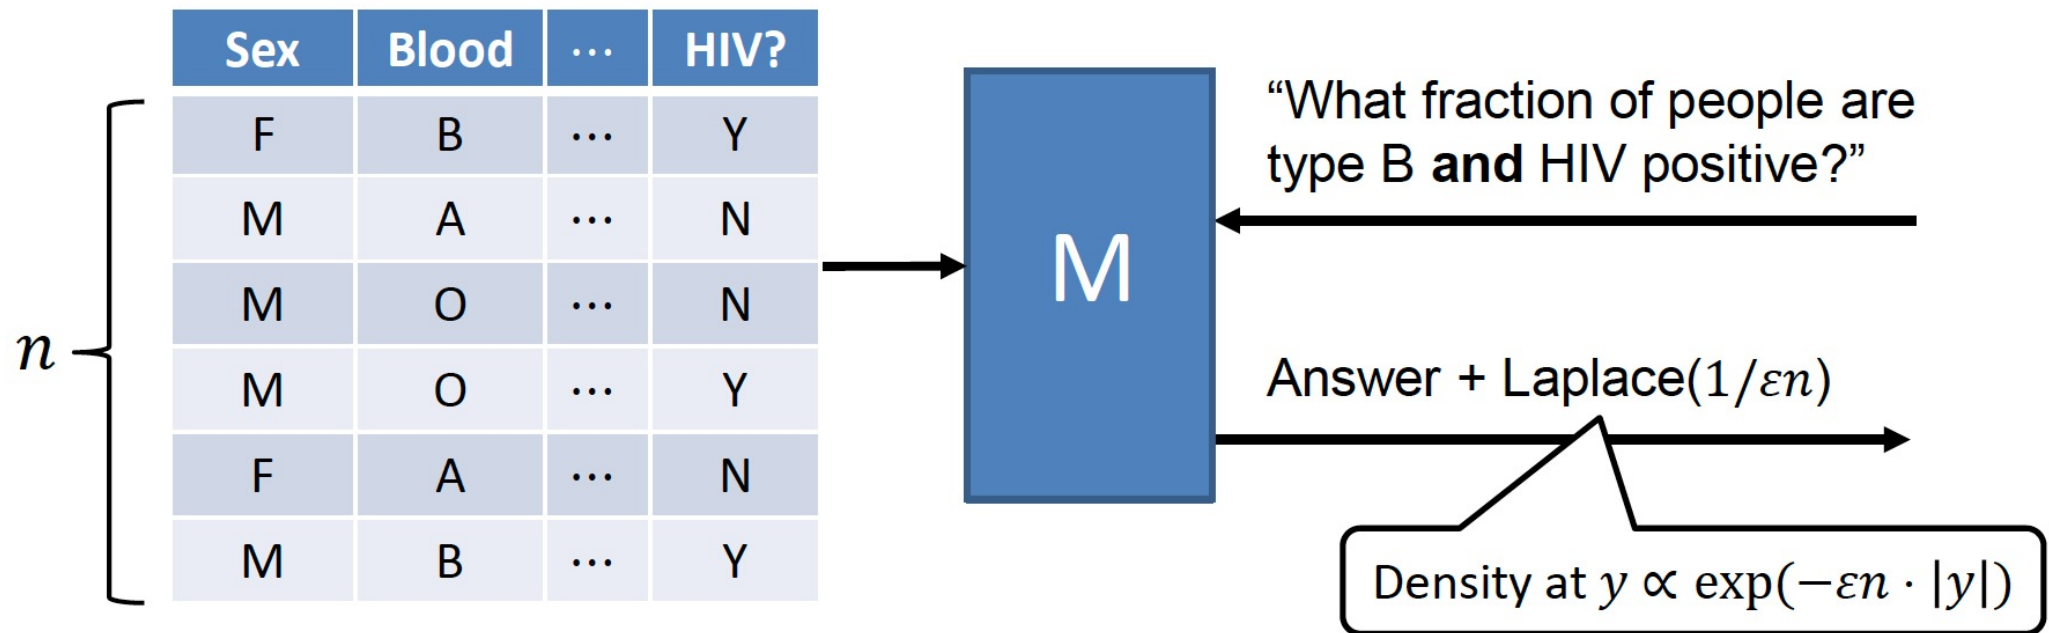 Sex Blood ··· HIV?
F B ··· Y
M A ··· N
M O ··· N
M O ··· Y
F A ··· N
M B ··· Y
n
M
“What fraction of people are
type B and HIV positive?”
Answer + Laplace(1/εn)
Density at y ∝ exp(−εn · |y|)